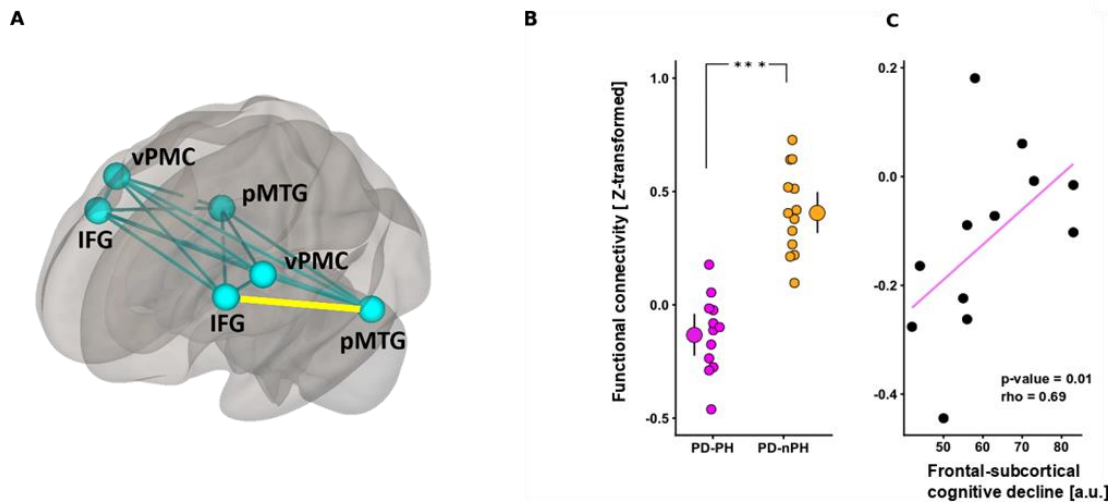 A
vPMC
pMTG
IFG
vPMC
IFG
pMTG
B
Functional connectivity [ Z-transformed]
1.0
0.5
0.0
-0.5
* * *
PD-PH
PD-nPH
C
0.2
0.0
-0.2
-0.4
p-value = 0.01
rho = 0.69
50
60
70
80
Frontal-subcortical
cognitive decline [a.u.]